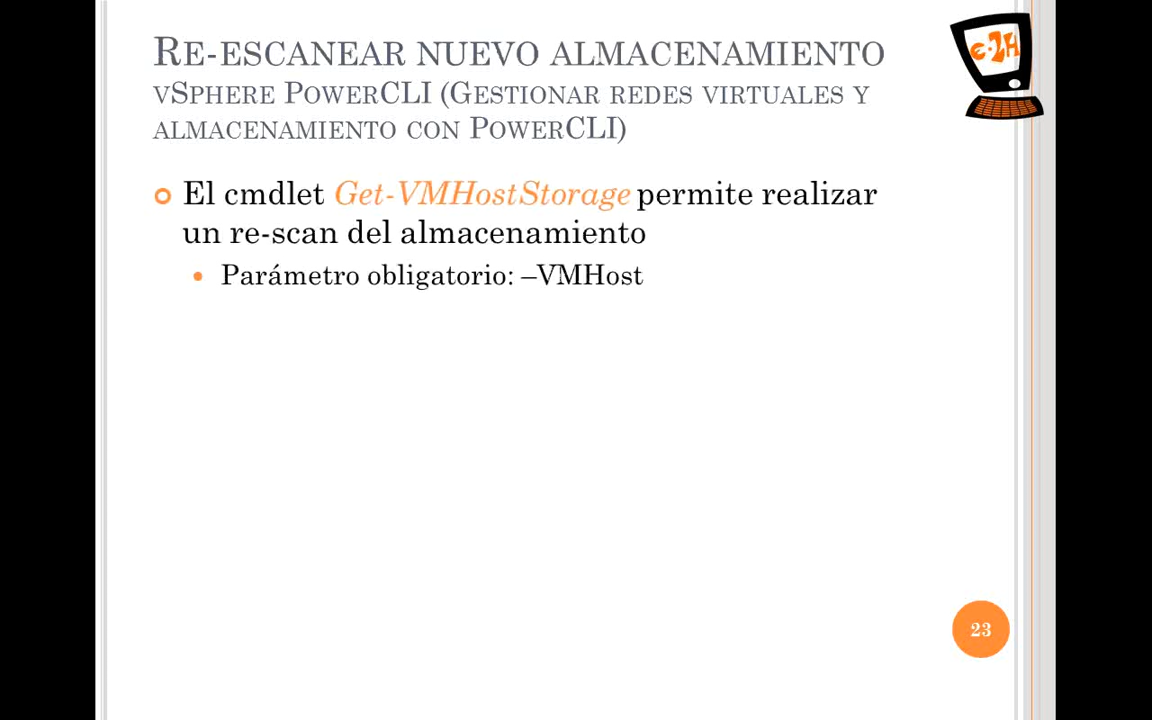 RE-ESCANEAR NUEVO ALMACENAMIENTO
VSPHERE POWERCLI (GESTIONAR REDES VIRTUALES Y
ALMACENAMIENTO CON POWERCLI)
e-2H
El cmdlet Get-VMHostStorage permite realizar
un re-scan del almacenamiento
Parámetro obligatorio: –VMHost
23